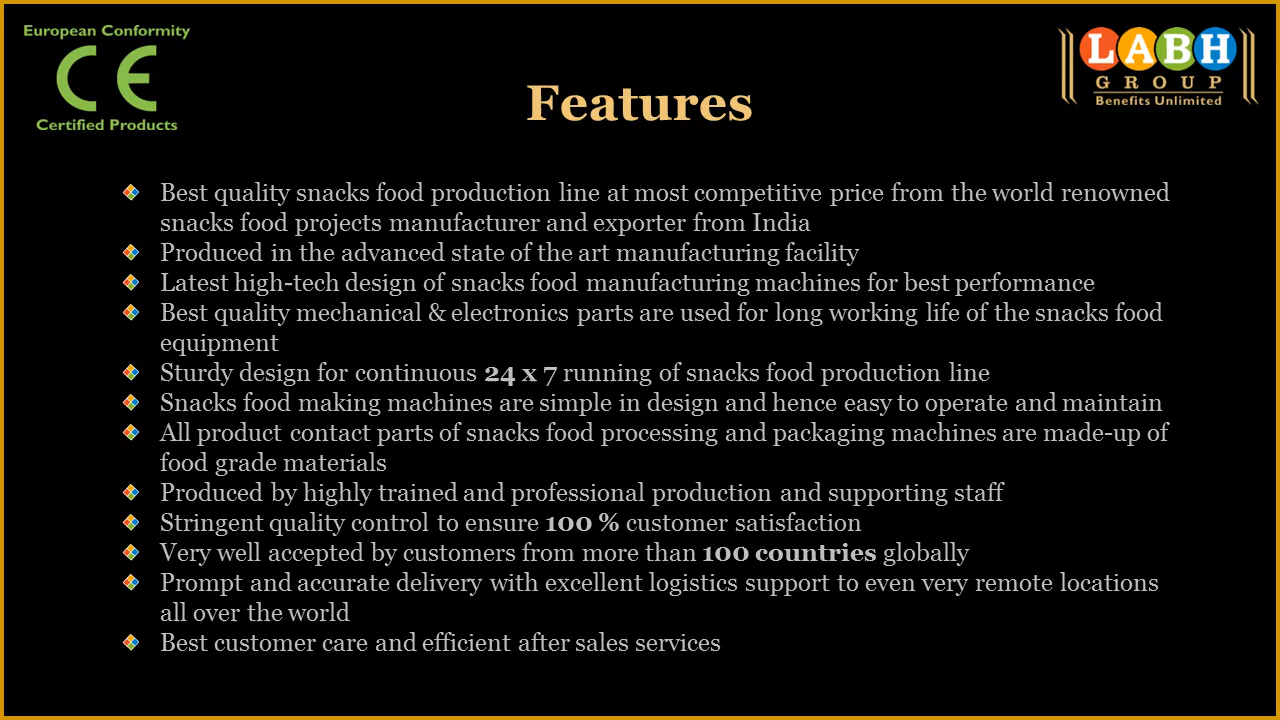 European Conformity
CE
Certified Products
LABH
GROUP
Benefits Unlimited
Features
Best quality snacks food production line at most competitive price from the world renowned
snacks food projects manufacturer and exporter from India
Produced in the advanced state of the art manufacturing facility
Latest high-tech design of snacks food manufacturing machines for best performance
Best quality mechanical & electronics parts are used for long working life of the snacks food
equipment
Sturdy design for continuous 24 x 7 running of snacks food production line
Snacks food making machines are simple in design and hence easy to operate and maintain
All product contact parts of snacks food processing and packaging machines are made-up of
food grade materials
Produced by highly trained and professional production and supporting staff
Stringent quality control to ensure 100 % customer satisfaction
Very well accepted by customers from more than 100 countries globally
Prompt and accurate delivery with excellent logistics support to even very remote locations
all over the world
Best customer care and efficient after sales services